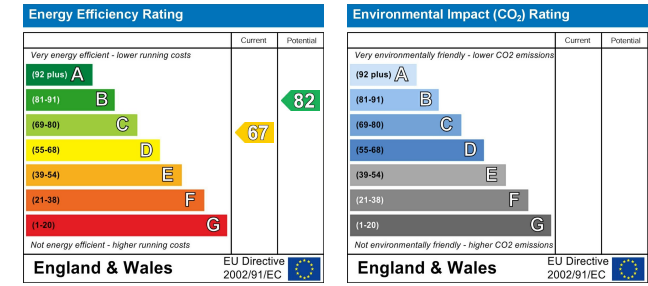 Energy Efficiency Rating
Current Potential
Very energy efficient - lower running costs
(92 plus) A
(81-91) B
82
(69-80) C
67
(55-68) D
(39-54) E
(21-38) F
(1-20) G
Not energy efficient - higher running costs
England & Wales
EU Directive
2002/91/EC
Environmental Impact (CO₂) Rating
Current Potential
Very environmentally friendly - lower CO2 emissions
(92 plus) A
(81-91) B
(69-80) C
(55-68) D
(39-54) E
(21-38) F
(1-20) G
Not environmentally friendly - higher CO2 emissions
England & Wales
EU Directive
2002/91/EC